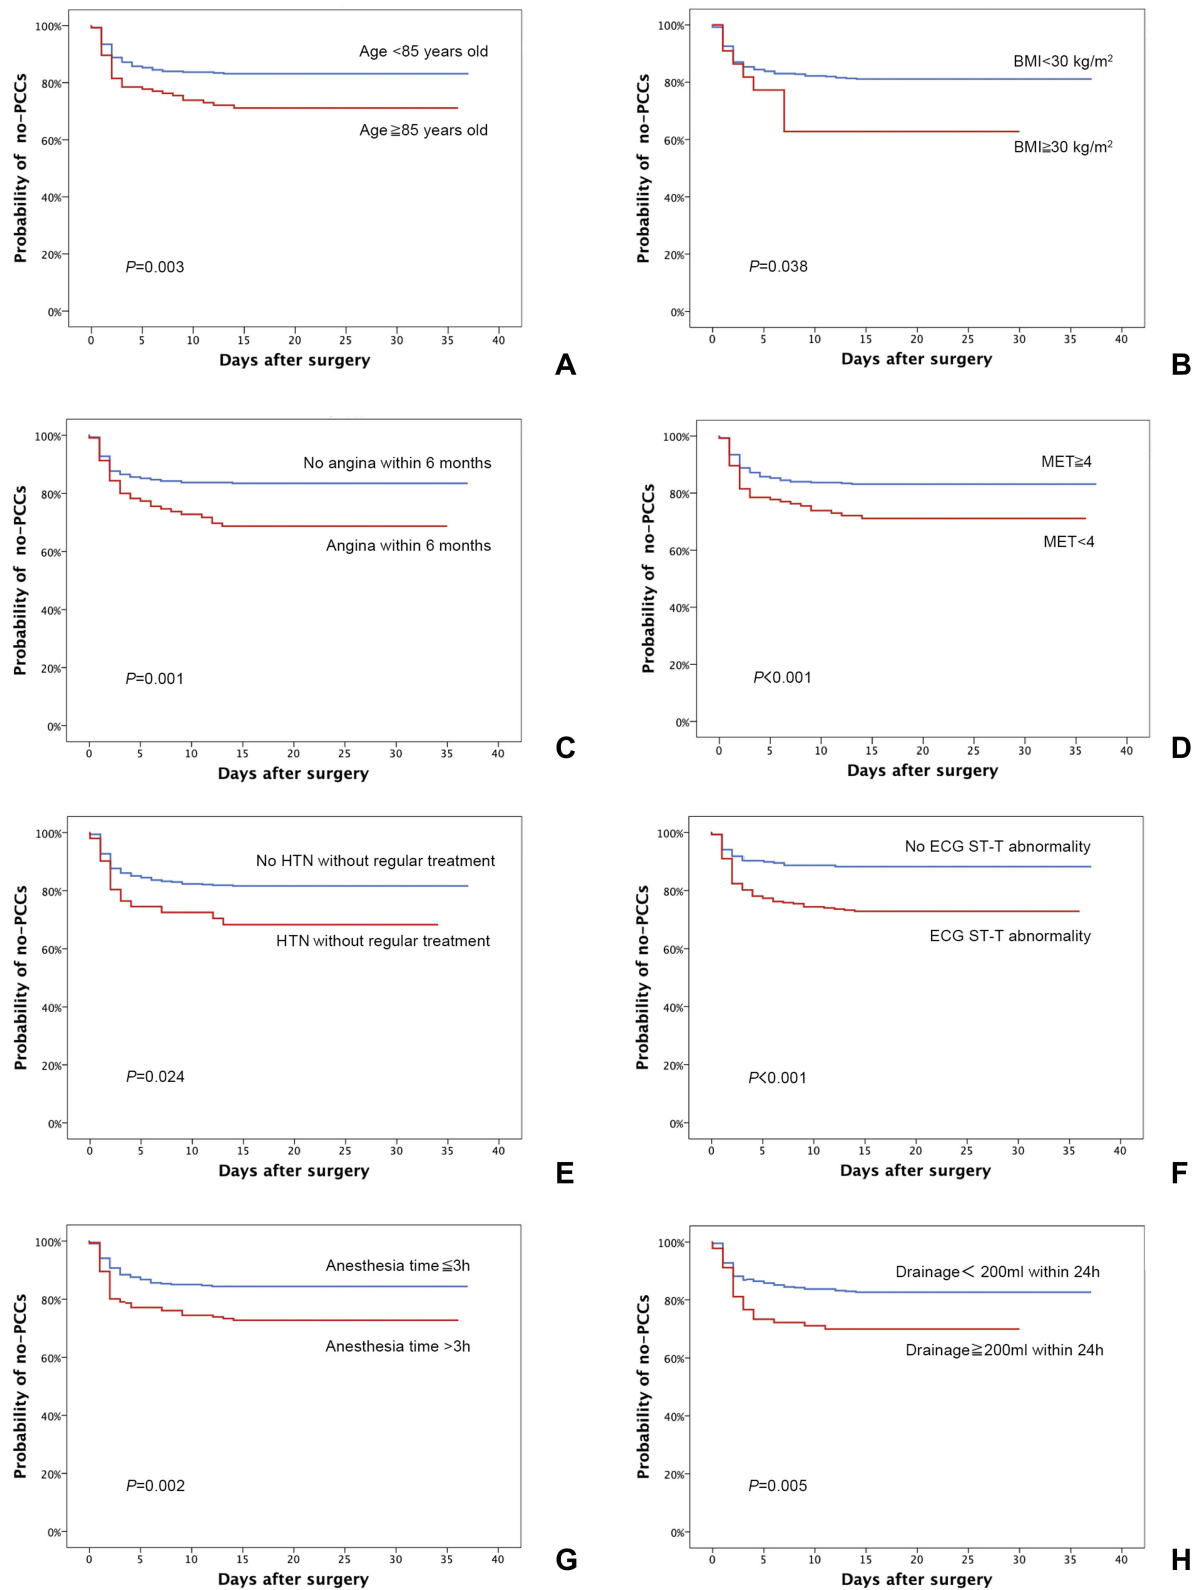 100%
80%
60%
40%
20%
0%
Probability of no-PCCs
Age <85 years old
Age≧85 years old
P=0.003
0 5 10 15 20 25 30 35 40
Days after surgery
A
100%
80%
60%
40%
20%
0%
Probability of no-PCCs
BMI<30 kg/m²
BMI≧30 kg/m²
P=0.038
0 5 10 15 20 25 30 35 40
Days after surgery
B
100%
80%
60%
40%
20%
0%
Probability of no-PCCs
No angina within 6 months
Angina within 6 months
P=0.001
0 5 10 15 20 25 30 35 40
Days after surgery
C
100%
80%
60%
40%
20%
0%
Probability of no-PCCs
MET≧4
MET<4
P<0.001
0 5 10 15 20 25 30 35 40
Days after surgery
D
100%
80%
60%
40%
20%
0%
Probability of no-PCCs
No HTN without regular treatment
HTN without regular treatment
P=0.024
0 5 10 15 20 25 30 35 40
Days after surgery
E
100%
80%
60%
40%
20%
0%
Probability of no-PCCs
No ECG ST-T abnormality
ECG ST-T abnormality
P<0.001
0 5 10 15 20 25 30 35 40
Days after surgery
F
100%
80%
60%
40%
20%
0%
Probability of no-PCCs
Anesthesia time≦3h
Anesthesia time >3h
P=0.002
0 5 10 15 20 25 30 35 40
Days after surgery
G
100%
80%
60%
40%
20%
0%
Probability of no-PCCs
Drainage< 200ml within 24h
Drainage≧200ml within 24h
P=0.005
0 5 10 15 20 25 30 35 40
Days after surgery
H